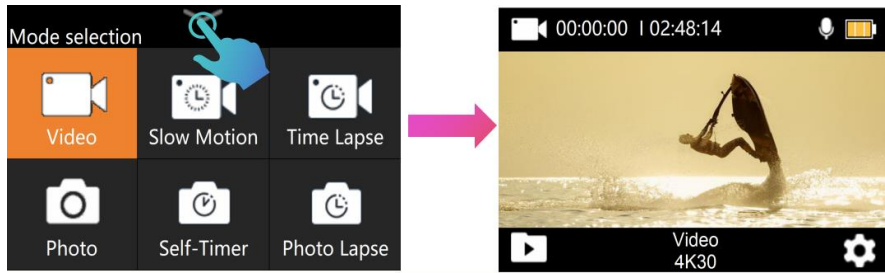 Mode selection
Video
Slow Motion
Time Lapse
Photo
Self-Timer
Photo Lapse
00:00:00 I 02:48:14
Video
4K30